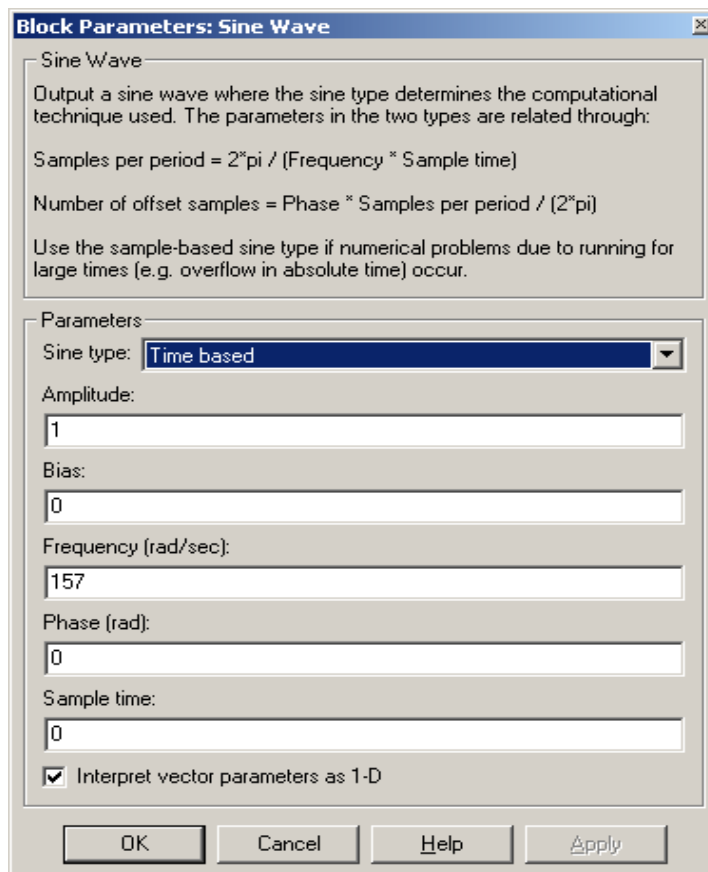 Block Parameters: Sine Wave
Sine Wave
Output a sine wave where the sine type determines the computational
technique used. The parameters in the two types are related through:
Samples per period = 2*pi / (Frequency * Sample time)
Number of offset samples = Phase * Samples per period / (2*pi)
Use the sample-based sine type if numerical problems due to running for
large times (e.g. overflow in absolute time) occur.
Parameters
Sine type: Time based
Amplitude:
1
Bias:
0
Frequency (rad/sec):
157
Phase (rad):
0
Sample time:
0
Interpret vector parameters as 1-D
OK Cancel Help Apply